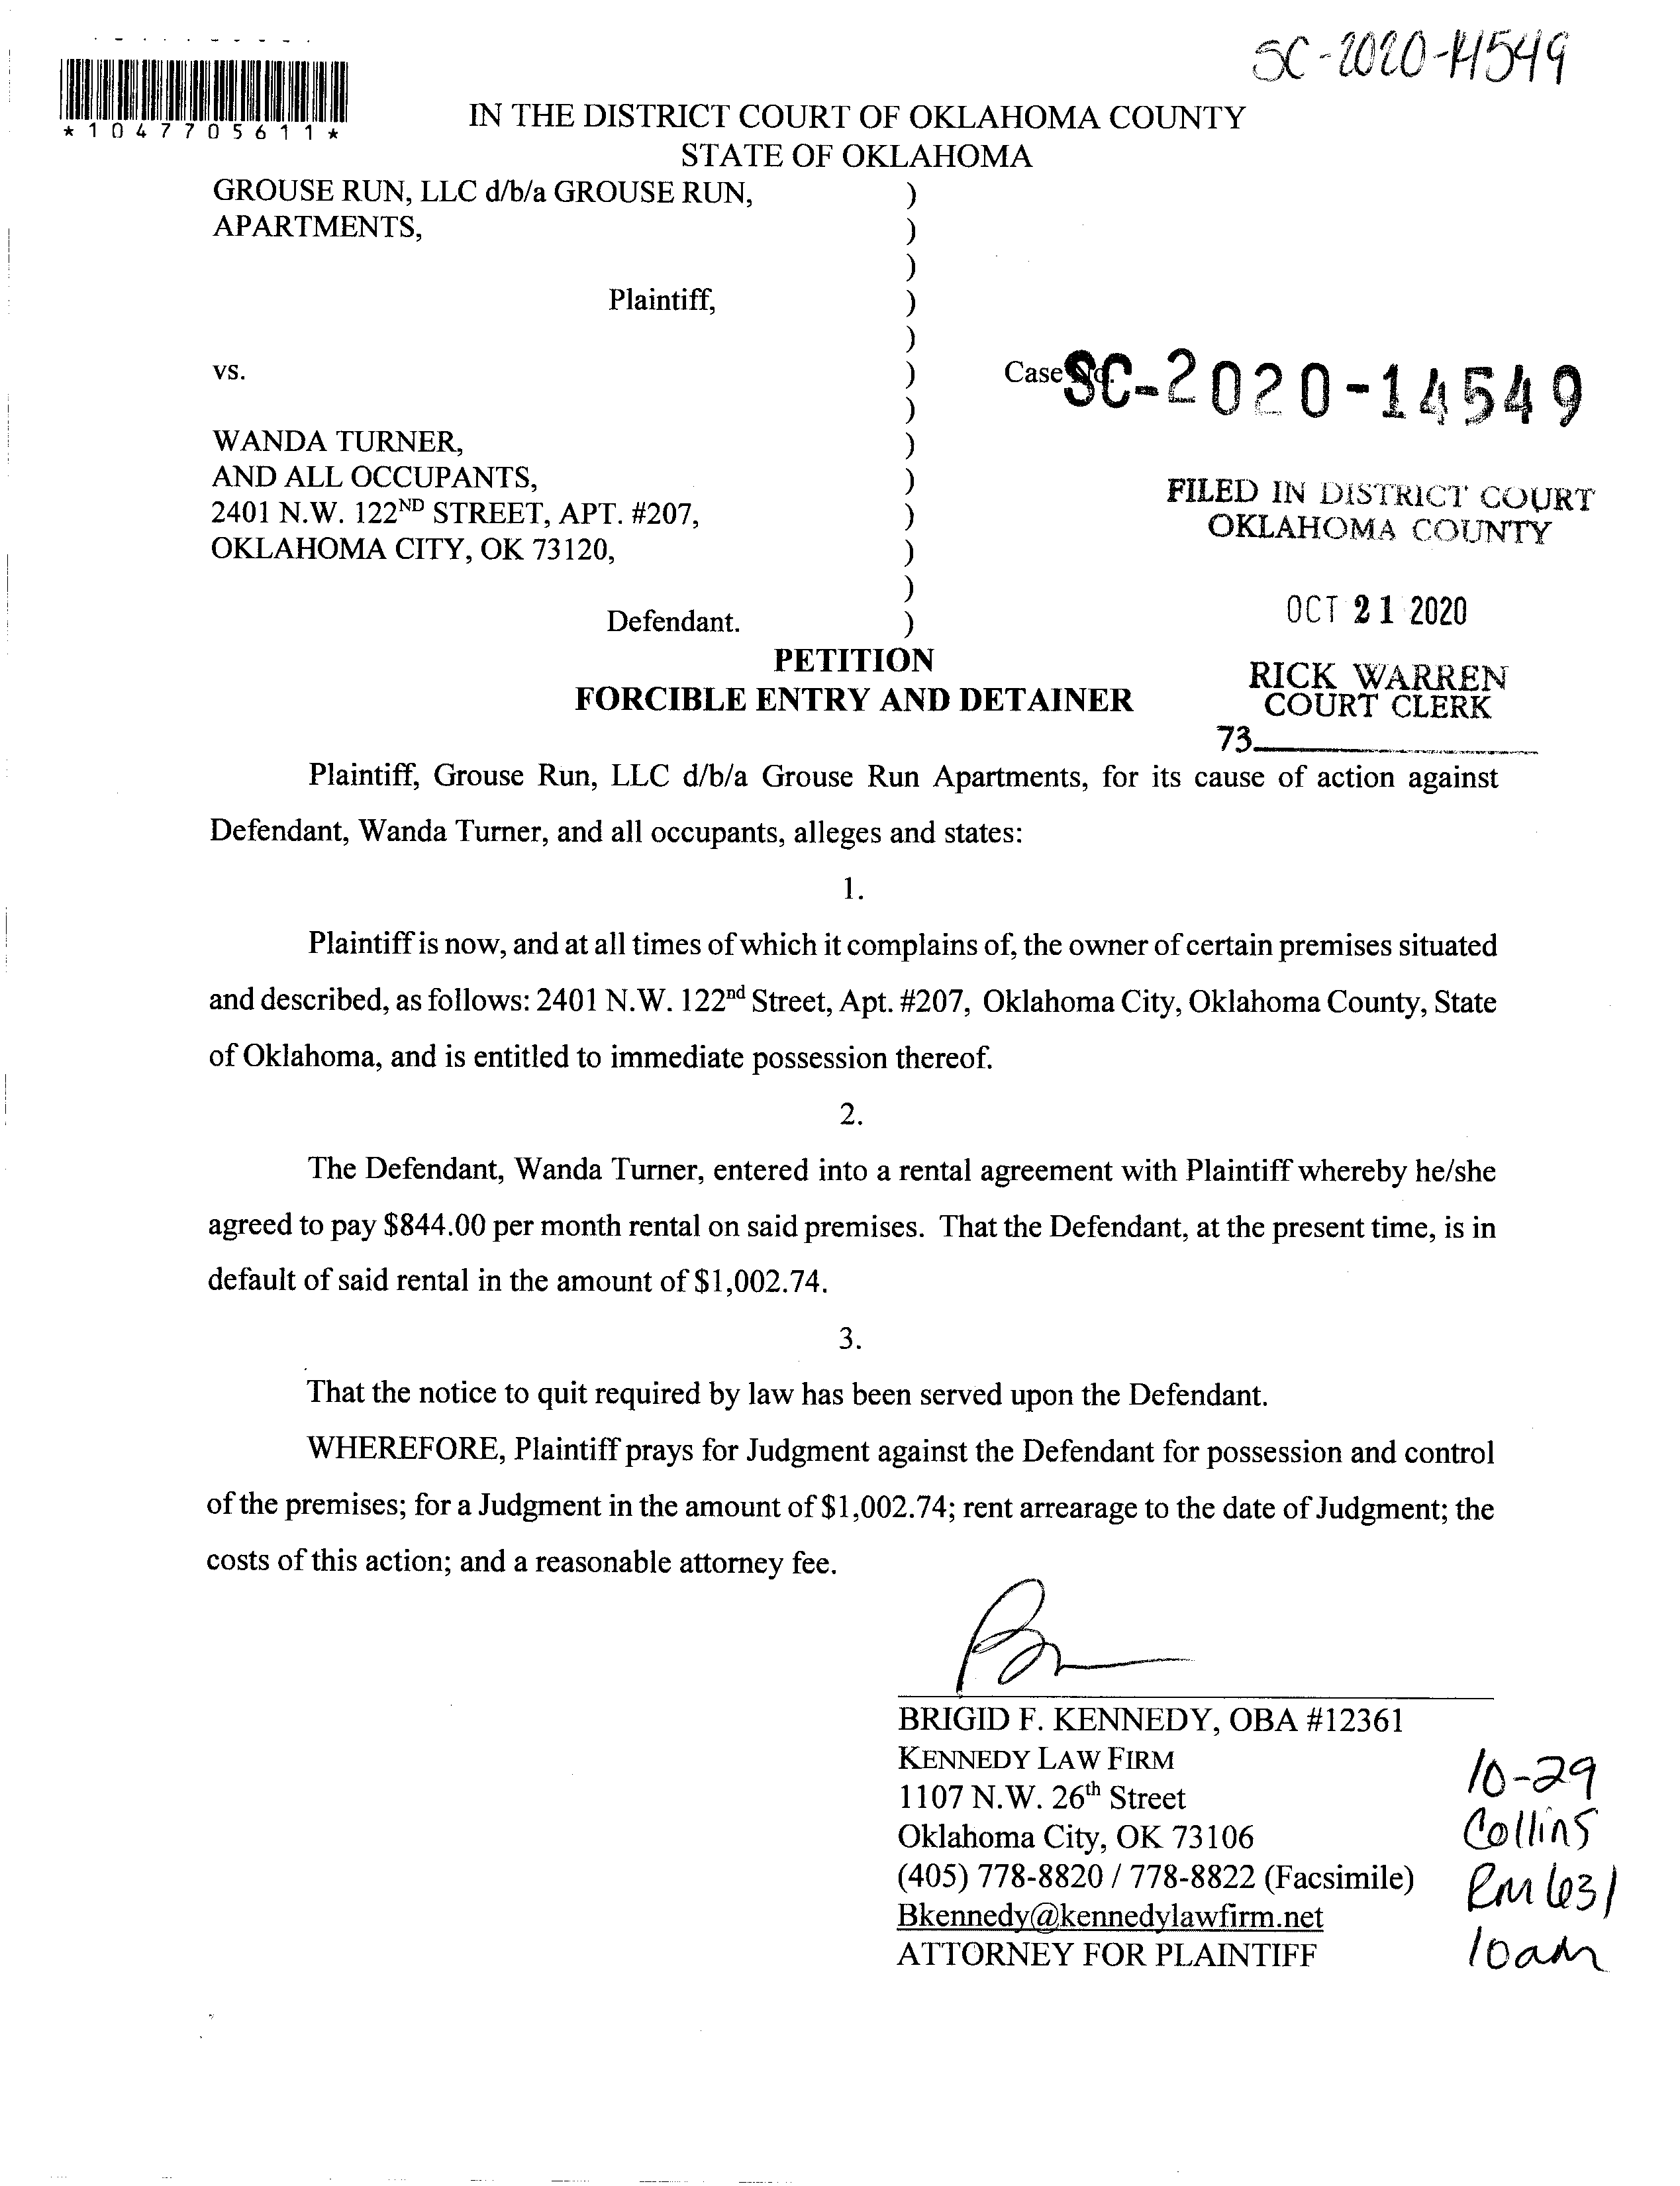 SC-2020-14549
*1047705611*
IN THE DISTRICT COURT OF OKLAHOMA COUNTY
STATE OF OKLAHOMA
GROUSE RUN, LLC d/b/a GROUSE RUN, )
APARTMENTS, )
)
Plaintiff, )
)
vs. ) Case No. SC-2020-14549
)
WANDA TURNER, )
AND ALL OCCUPANTS, )
2401 N.W. 122ND STREET, APT. #207, )
OKLAHOMA CITY, OK 73120, )
)
Defendant. )
FILED IN DISTRICT COURT
OKLAHOMA COUNTY
OCT 21 2020
RICK WARREN
COURT CLERK
73
PETITION
FORCIBLE ENTRY AND DETAINER
Plaintiff, Grouse Run, LLC d/b/a Grouse Run Apartments, for its cause of action against
Defendant, Wanda Turner, and all occupants, alleges and states:
1.
Plaintiff is now, and at all times of which it complains of, the owner of certain premises situated
and described, as follows: 2401 N.W. 122nd Street, Apt. #207, Oklahoma City, Oklahoma County, State
of Oklahoma, and is entitled to immediate possession thereof.
2.
The Defendant, Wanda Turner, entered into a rental agreement with Plaintiff whereby he/she
agreed to pay $844.00 per month rental on said premises. That the Defendant, at the present time, is in
default of said rental in the amount of $1,002.74.
3.
That the notice to quit required by law has been served upon the Defendant.
WHEREFORE, Plaintiff prays for Judgment against the Defendant for possession and control
of the premises; for a Judgment in the amount of $1,002.74; rent arrearage to the date of Judgment; the
costs of this action; and a reasonable attorney fee.
BRIGID F. KENNEDY, OBA #12361
KENNEDY LAW FIRM
1107 N.W. 26th Street
Oklahoma City, OK 73106
(405) 778-8820 / 778-8822 (Facsimile)
Bkennedy@kennedylawfirm.net
ATTORNEY FOR PLAINTIFF
10-29
Collins
Rm 631
10am